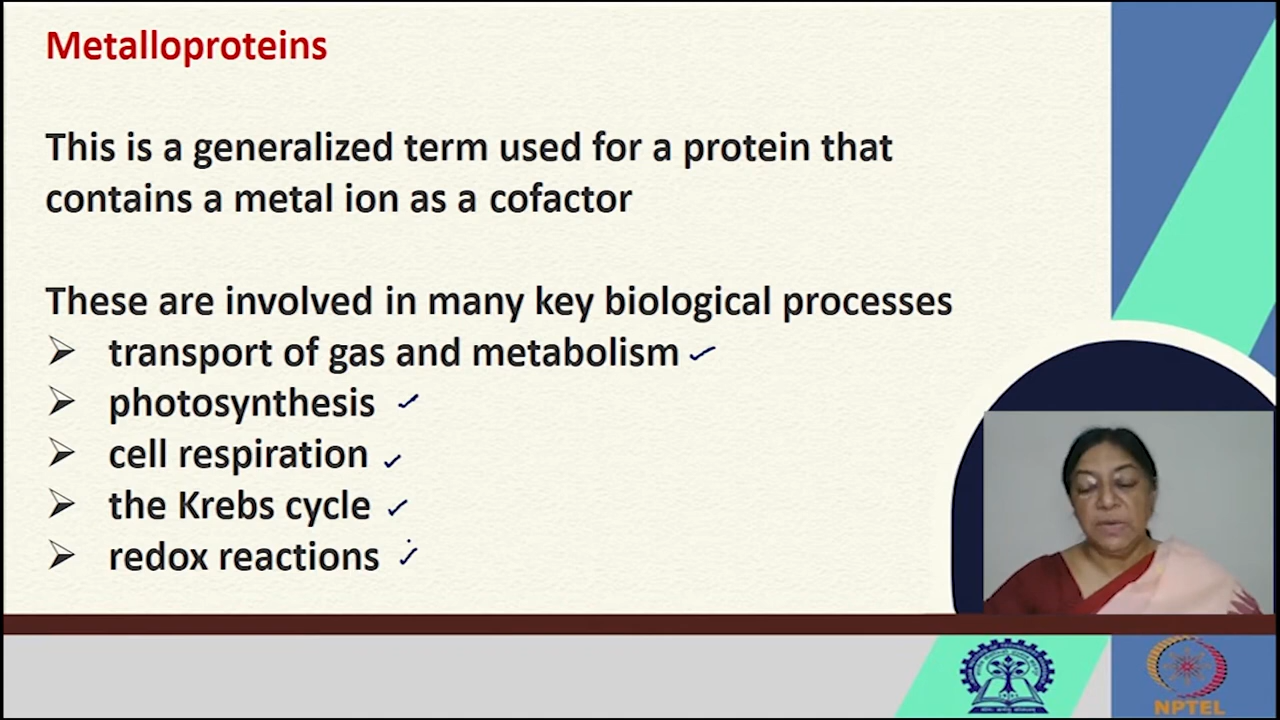 Metalloproteins
This is a generalized term used for a protein that
contains a metal ion as a cofactor
These are involved in many key biological processes
transport of gas and metabolism
photosynthesis
cell respiration
the Krebs cycle
redox reactions
NPTEL